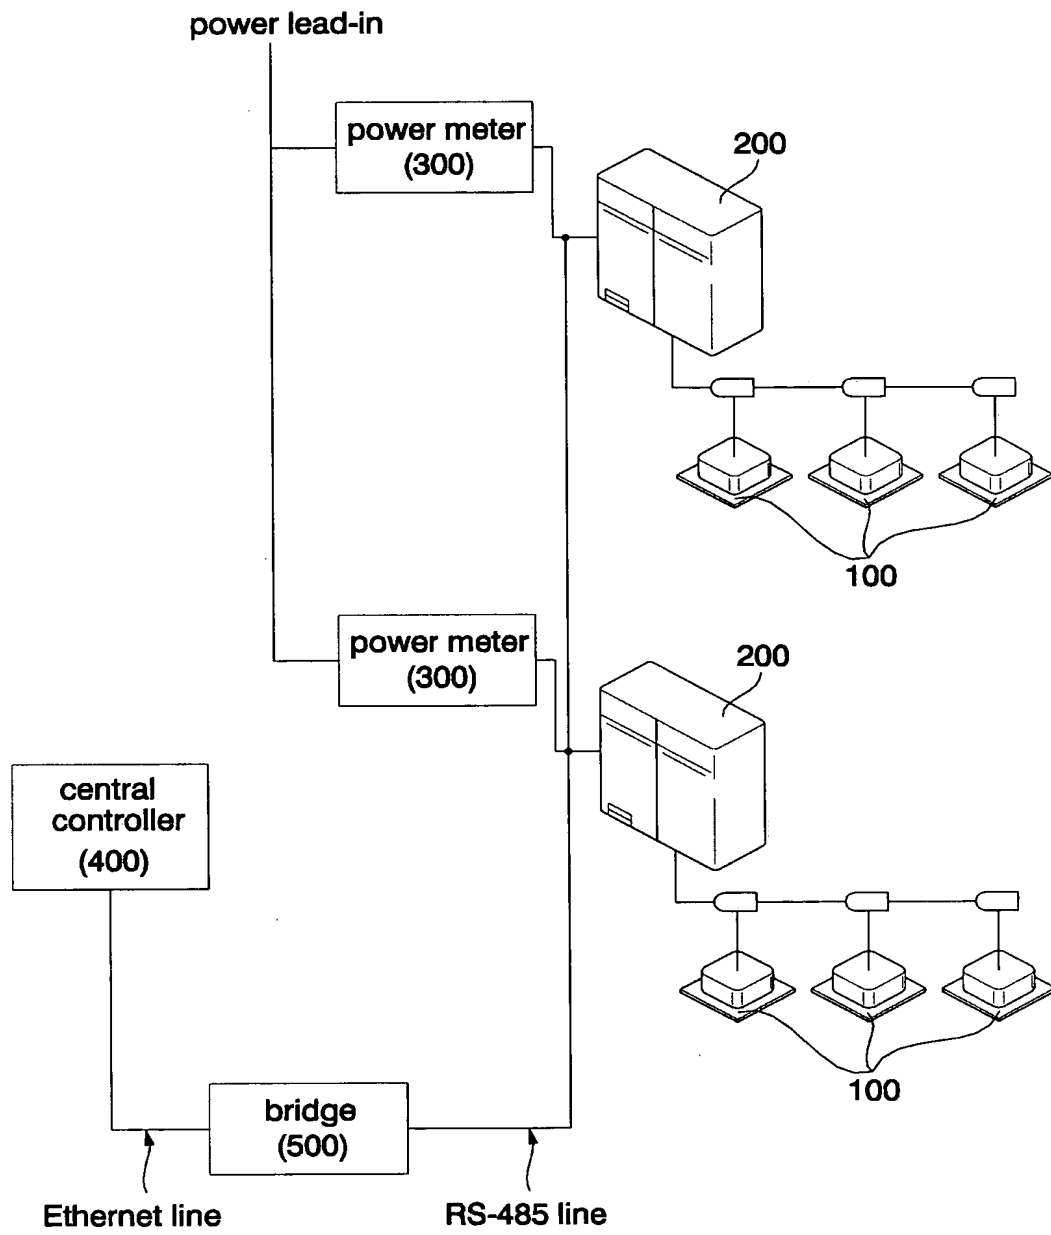 power lead-in
power meter
(300)
200
100
power meter
(300)
200
central
controller
(400)
100
bridge
(500)
Ethernet line
RS-485 line